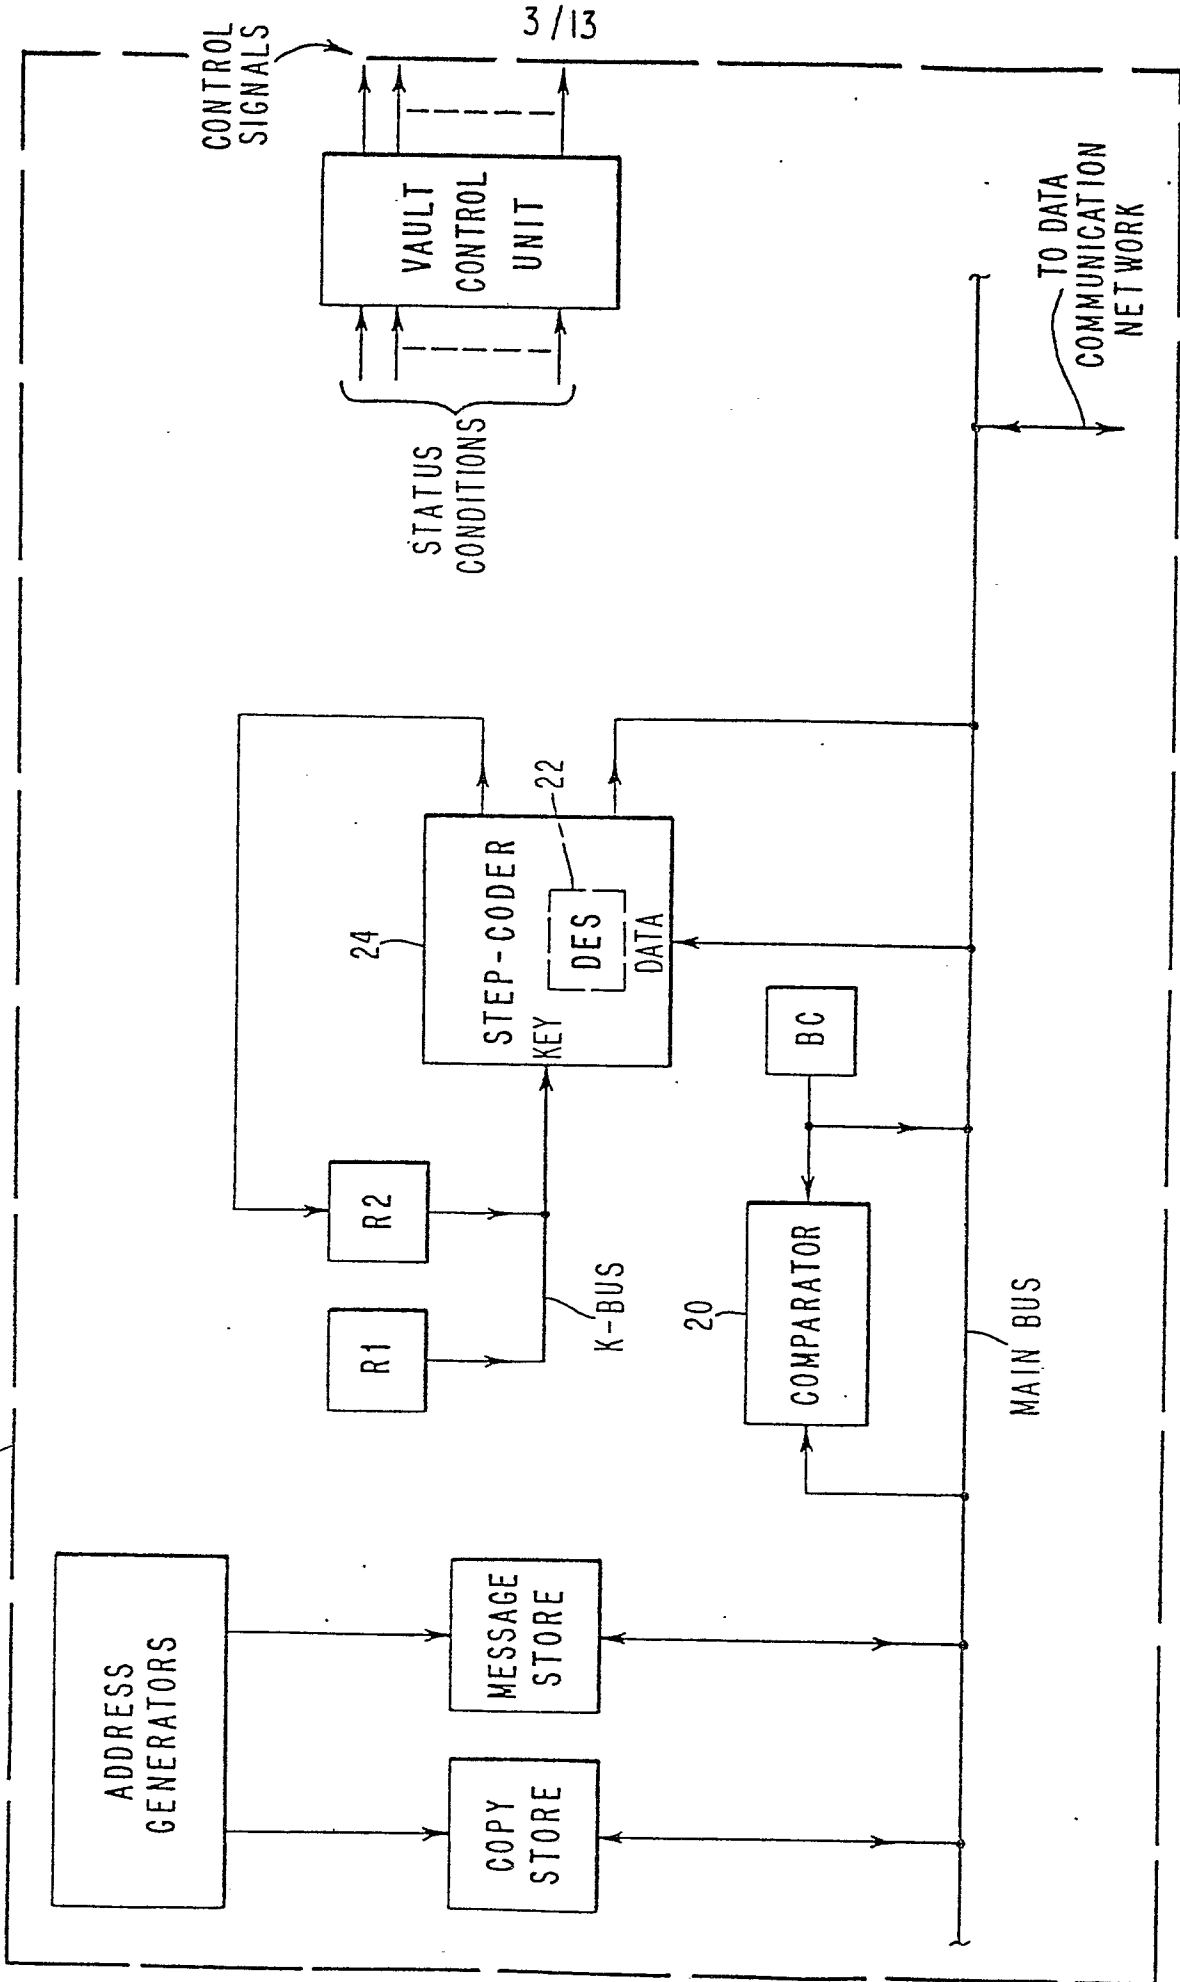 3/13
CONTROL
SIGNALS
VAULT
CONTROL
UNIT
STATUS
CONDITIONS
TO DATA
COMMUNICATION
NETWORK
ADDRESS
GENERATORS
COPY
STORE
MESSAGE
STORE
R1
R2
K-BUS
24
STEP-CODER
KEY
DES
22
DATA
20
COMPARATOR
BC
MAIN BUS